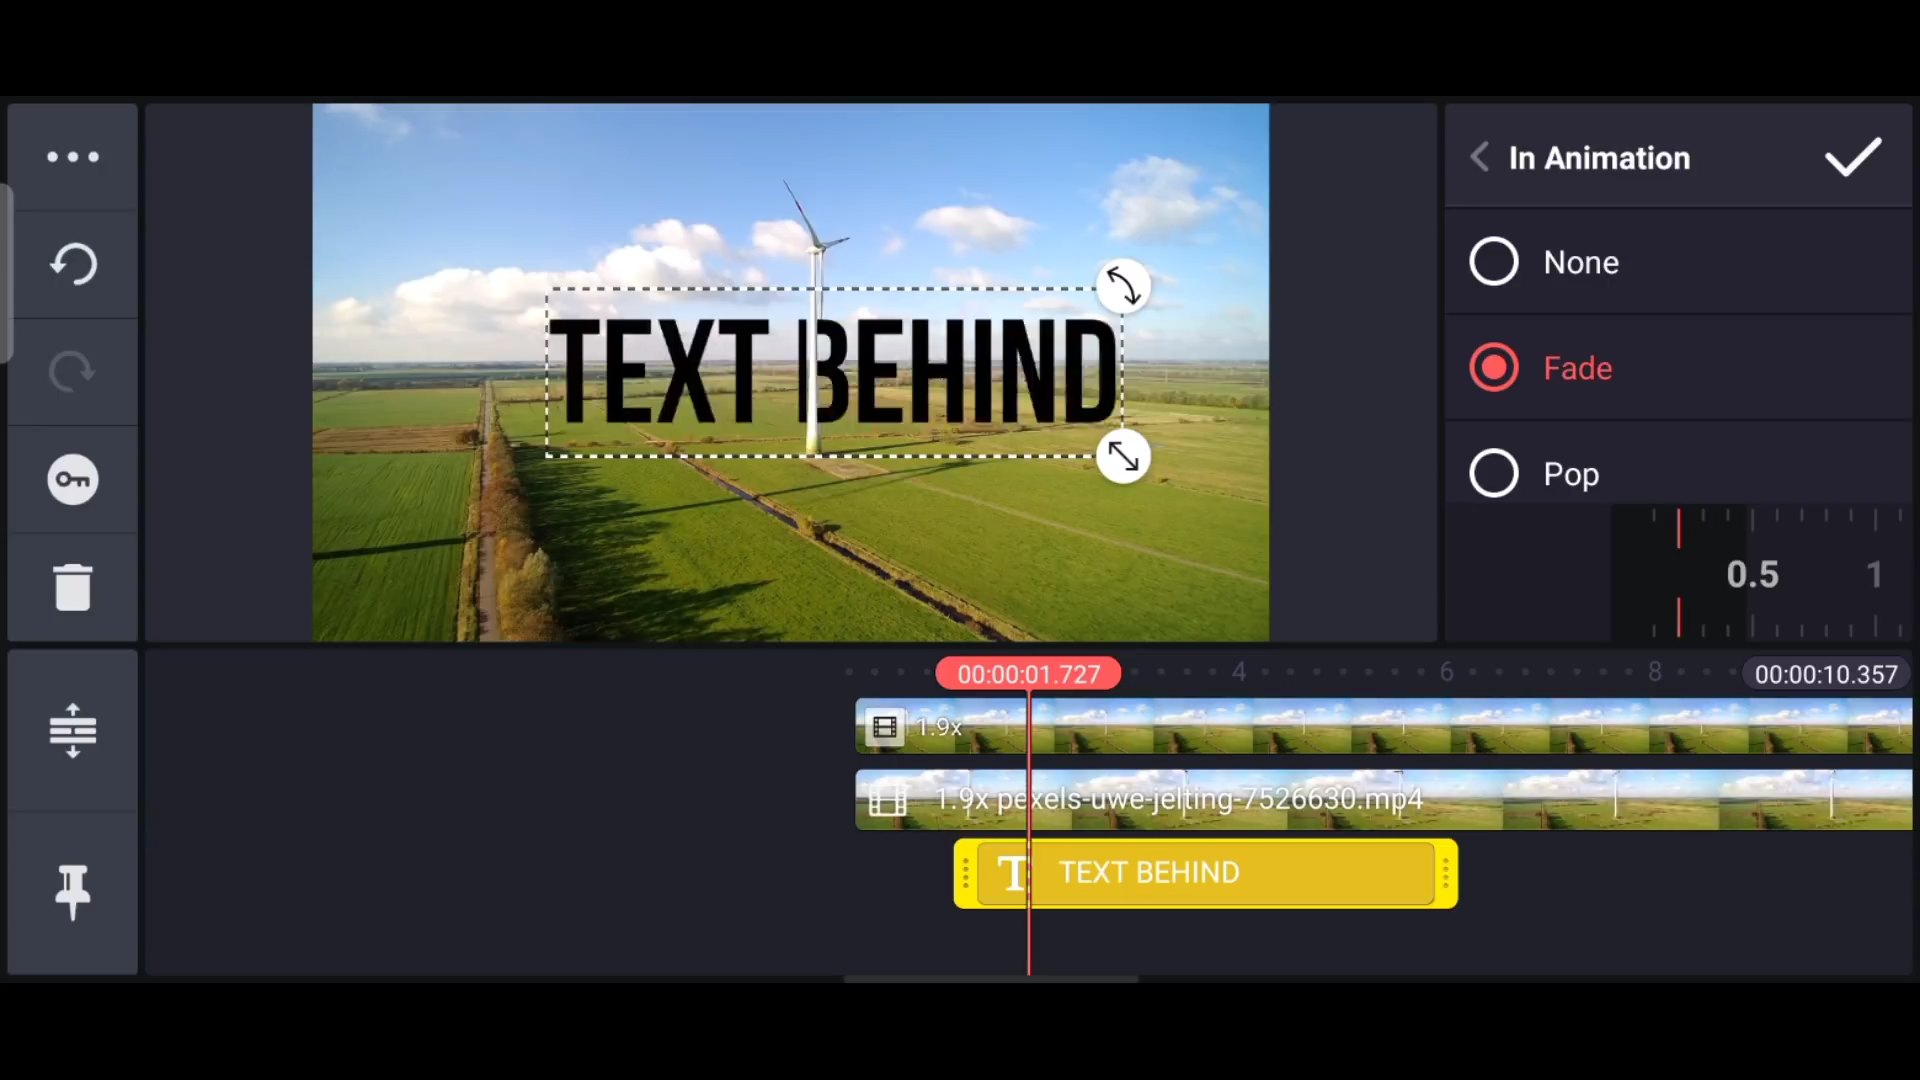 In Animation
None
Fade
Pop
0.5 1
TEXT BEHIND
00:00:01.727 4 6 8 00:00:10.357
1.9x
1.9x pexels-uwe-jelting-7526630.mp4
T TEXT BEHIND